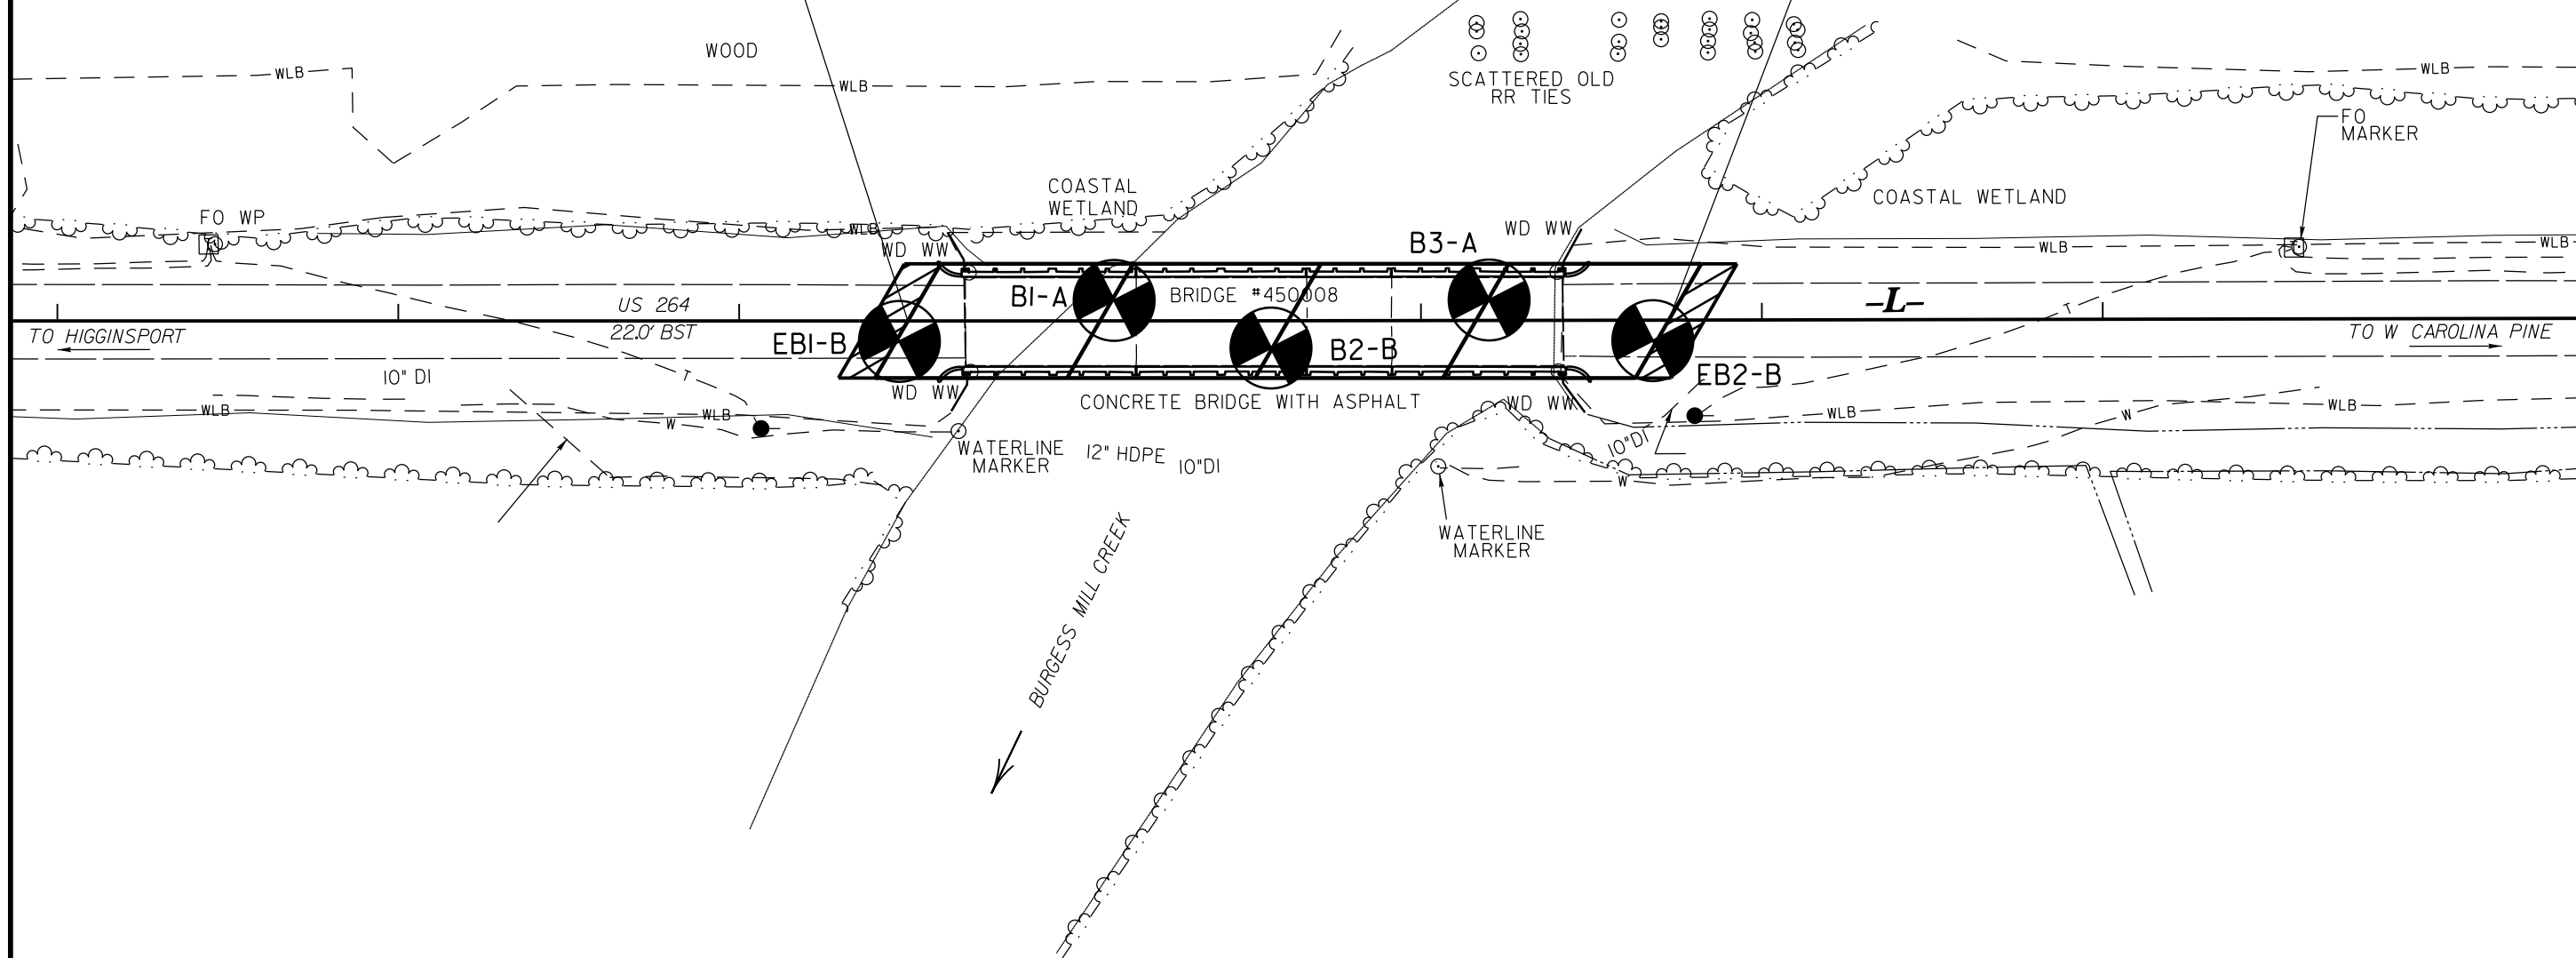 WOOD
WLB
WLB
WLB
SCATTERED OLD
RR TIES
FO
MARKER
COASTAL
WETLAND
COASTAL WETLAND
FO WP
WLB
WD WW
WD WW
B3-A
WLB
WLB
B1-A
BRIDGE #450008
US 264
-L-
TO HIGGINSPORT
22.0' BST
EB1-B
B2-B
TO W CAROLINA PINE
T
T
10" DI
EB2-B
WD WW
CONCRETE BRIDGE WITH ASPHALT
WD WW
WLB
WLB
W
WLB
W
WLB
10"DI
WATERLINE
MARKER
12" HDPE
10"DI
W
WATERLINE
MARKER
BURGESS MILL CREEK